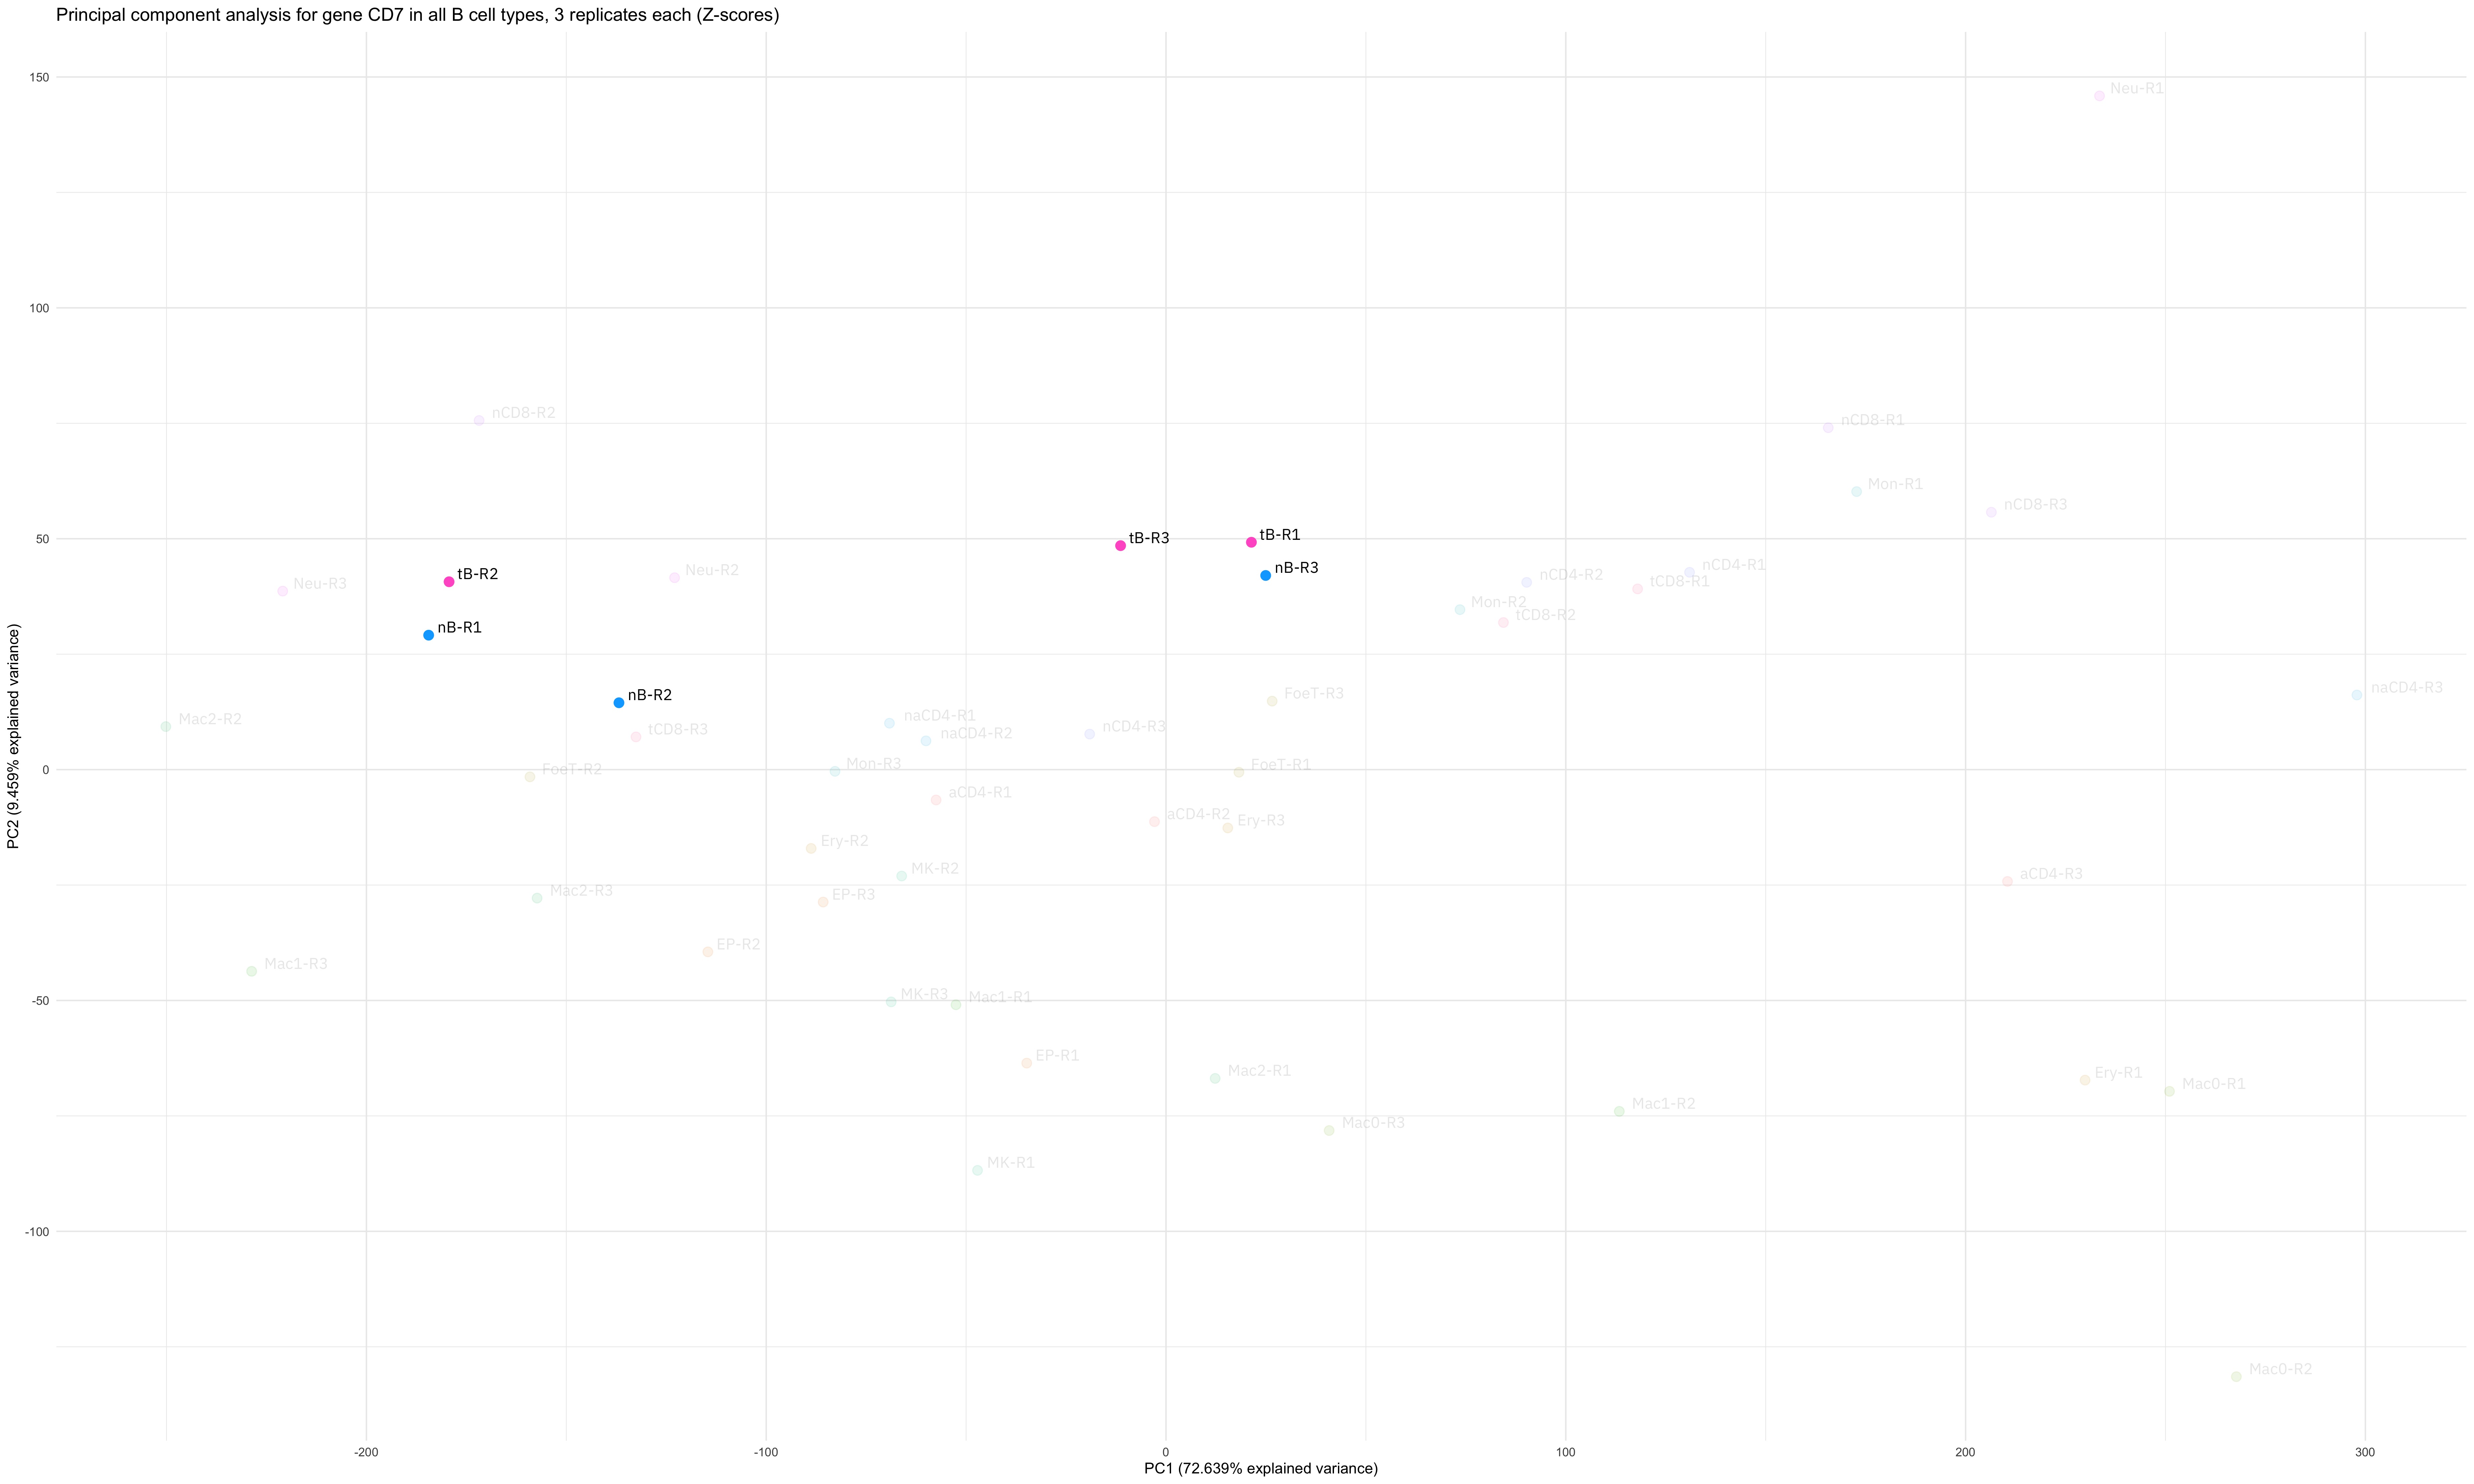 Principal component analysis for gene CD7 in all B cell types, 3 replicates each (Z-scores)
150
Neu-R1
100
nCD8-R2
nCD8-R1
Mon-R1
nCD8-R3
50
tB-R3
tB-R1
nB-R3
tB-R2
Neu-R2
Neu-R3
nCD4-R2
nCD4-R1
tCD8-R1
Mon-R2
tCD8-R2
nB-R1
nB-R2
FoeT-R3
naCD4-R3
Mac2-R2
tCD8-R3
naCD4-R1
naCD4-R2
nCD4-R3
0
FoeT-R2
Mon-R3
FoeT-R1
aCD4-R1
aCD4-R2
Ery-R3
Ery-R2
MK-R2
aCD4-R3
Mac2-R3
EP-R3
EP-R2
Mac1-R3
-50
MK-R3
Mac1-R1
EP-R1
Mac2-R1
Ery-R1
Mac0-R1
Mac1-R2
Mac0-R3
MK-R1
-100
Mac0-R2
PC2 (9.459% explained variance)
-200
-100
0
100
200
300
PC1 (72.639% explained variance)